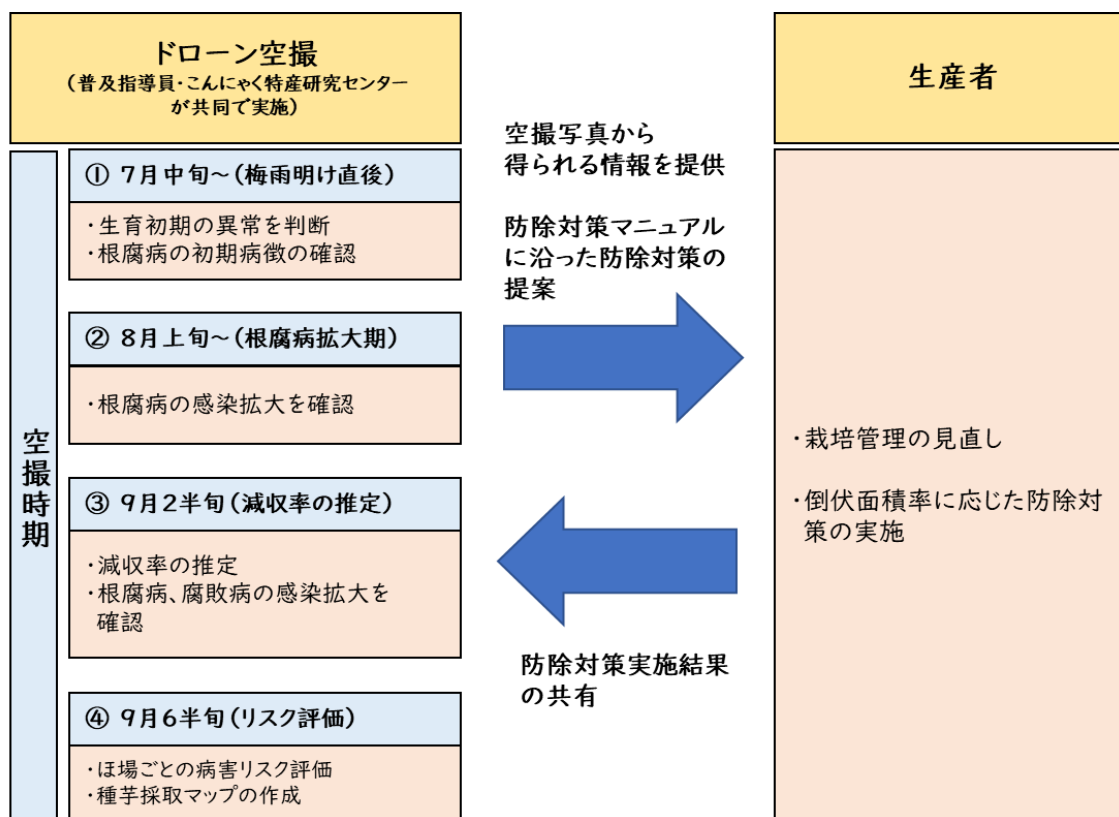 ドローン空撮
(普及指導員・こんにゃく特産研究センター
が共同で実施)
空撮時期
① 7月中旬~(梅雨明け直後)
・生育初期の異常を判断
・根腐病の初期病徴の確認
② 8月上旬~(根腐病拡大期)
・根腐病の感染拡大を確認
③ 9月2半旬(減収率の推定)
・減収率の推定
・根腐病、腐敗病の感染拡大を
確認
④ 9月6半旬(リスク評価)
・ほ場ごとの病害リスク評価
・種芋採取マップの作成
空撮写真から
得られる情報を提供
防除対策マニュアル
に沿った防除対策の
提案
防除対策実施結果
の共有
生産者
・栽培管理の見直し
・倒伏面積率に応じた防除対
策の実施